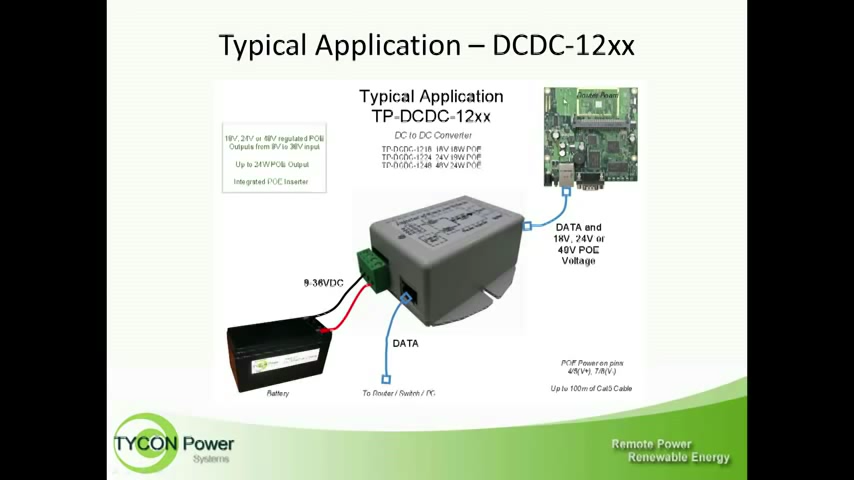 Typical Application – DCDC-12xx
Typical Application
TP-DCDC-12xx
DC to DC Converter
TP-DCDC-1218 18V 18W POE
TP-DCDC-1224 24V 19W POE
TP-DCDC-1248 48V 24W POE
18V, 24V or 48V regulated POE
Outputs from 8V to 36V input
Up to 24W POE Output
Integrated POE Inserter
DATA and
18V, 24V or
48V POE
Voltage
9-36VDC
DATA
Battery
To Router / Switch / PC
POE Power on pins
4/5(V+), 7/8(V-)
Up to 100m of Cat5 Cable
TYCON Power
Systems
Remote Power
Renewable Energy